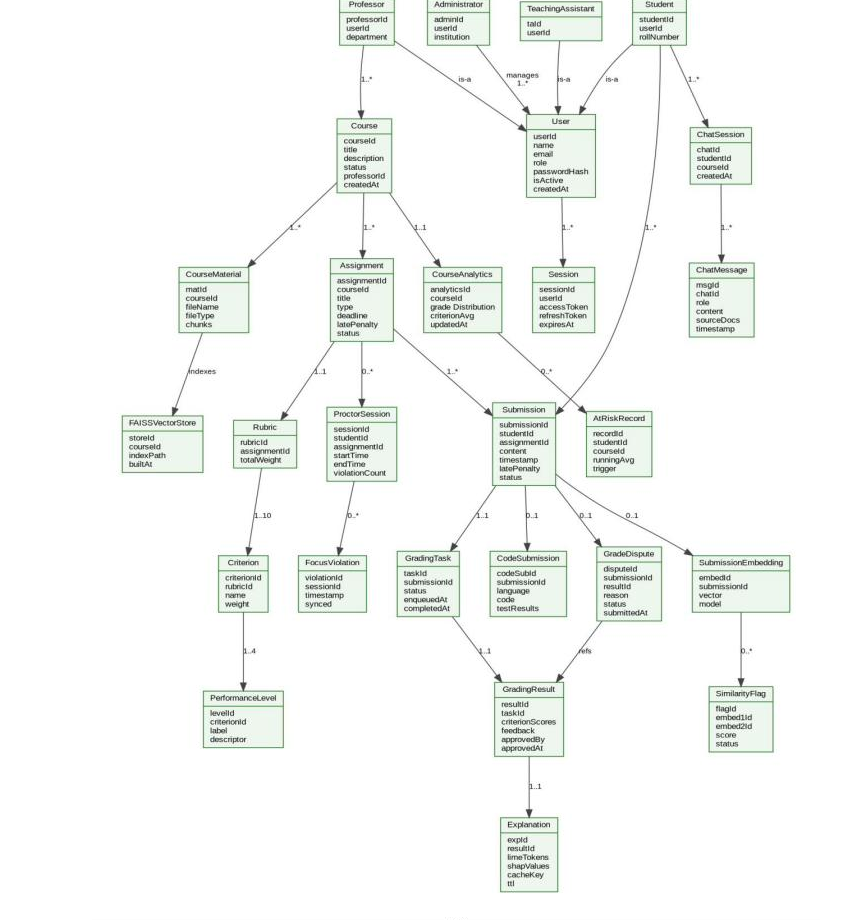 Professor
professorId
userId
department
Administrator
adminId
userId
institution
TeachingAssistant
taId
userId
Student
studentId
userId
rollNumber
1..*
is-a
manages
1..*
is-a
is-a
1..*
Course
courseId
title
description
status
professorId
createdAt
User
userId
name
email
role
passwordHash
isActive
createdAt
ChatSession
chatId
studentId
courseId
createdAt
1..*
1..*
1..1
1..*
1..*
1..*
CourseMaterial
matId
courseId
fileName
fileType
chunks
Assignment
assignmentId
courseId
title
type
deadline
latePenalty
status
CourseAnalytics
analyticsId
courseId
grade Distribution
criterionAvg
updatedAt
Session
sessionId
userId
accessToken
refreshToken
expiresAt
ChatMessage
msgId
chatId
role
content
sourceDocs
timestamp
indexes
1..1
0..*
1..*
0..*
FAISSVectorStore
storeId
courseId
indexPath
builtAt
Rubric
rubricId
assignmentId
totalWeight
ProctorSession
sessionId
studentId
assignmentId
startTime
endTime
violationCount
Submission
submissionId
studentId
assignmentId
content
timestamp
latePenalty
status
AtRiskRecord
recordId
studentId
courseId
runningAvg
trigger
1..10
0..*
1..1
0..1
0..1
0..1
Criterion
criterionId
rubricId
name
weight
FocusViolation
violationId
sessionId
timestamp
synced
GradingTask
taskId
submissionId
status
enqueuedAt
completedAt
CodeSubmission
codeSubId
submissionId
language
code
testResults
GradeDispute
disputeId
submissionId
resultId
reason
status
submittedAt
SubmissionEmbedding
embedId
submissionId
vector
model
1..4
1..1
refs
0..*
PerformanceLevel
levelId
criterionId
label
descriptor
GradingResult
resultId
taskId
criterionScores
feedback
approvedBy
approvedAt
SimilarityFlag
flagId
embed1Id
embed2Id
score
status
1..1
Explanation
expId
resultId
limeTokens
shapValues
cacheKey
ttl